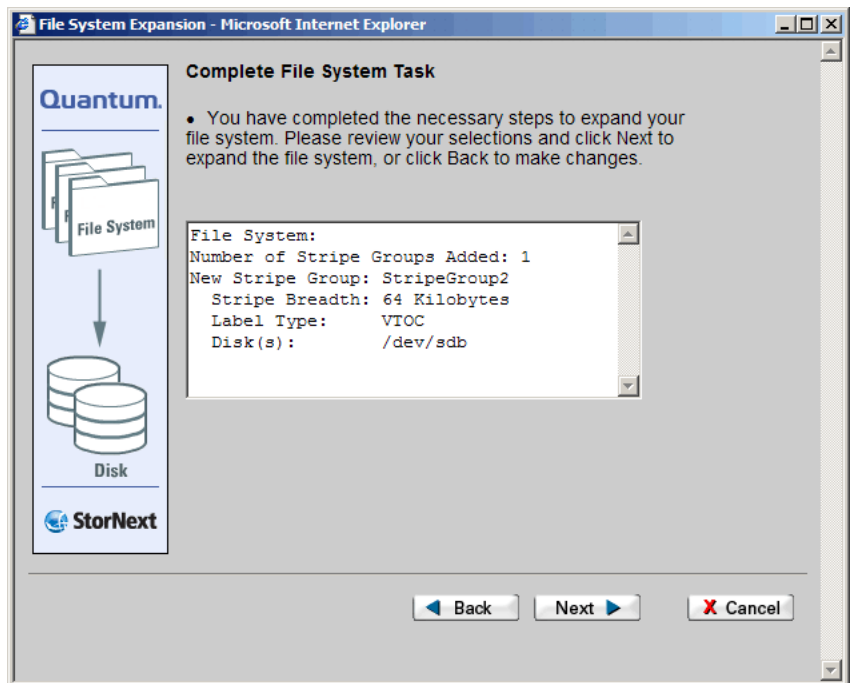 File System Expansion - Microsoft Internet Explorer
Quantum.
File System
Disk
StorNext
Complete File System Task
• You have completed the necessary steps to expand your
file system. Please review your selections and click Next to
expand the file system, or click Back to make changes.
File System:
Number of Stripe Groups Added: 1
New Stripe Group: StripeGroup2
Stripe Breadth: 64 Kilobytes
Label Type: VTOC
Disk(s): /dev/sdb
Back Next X Cancel